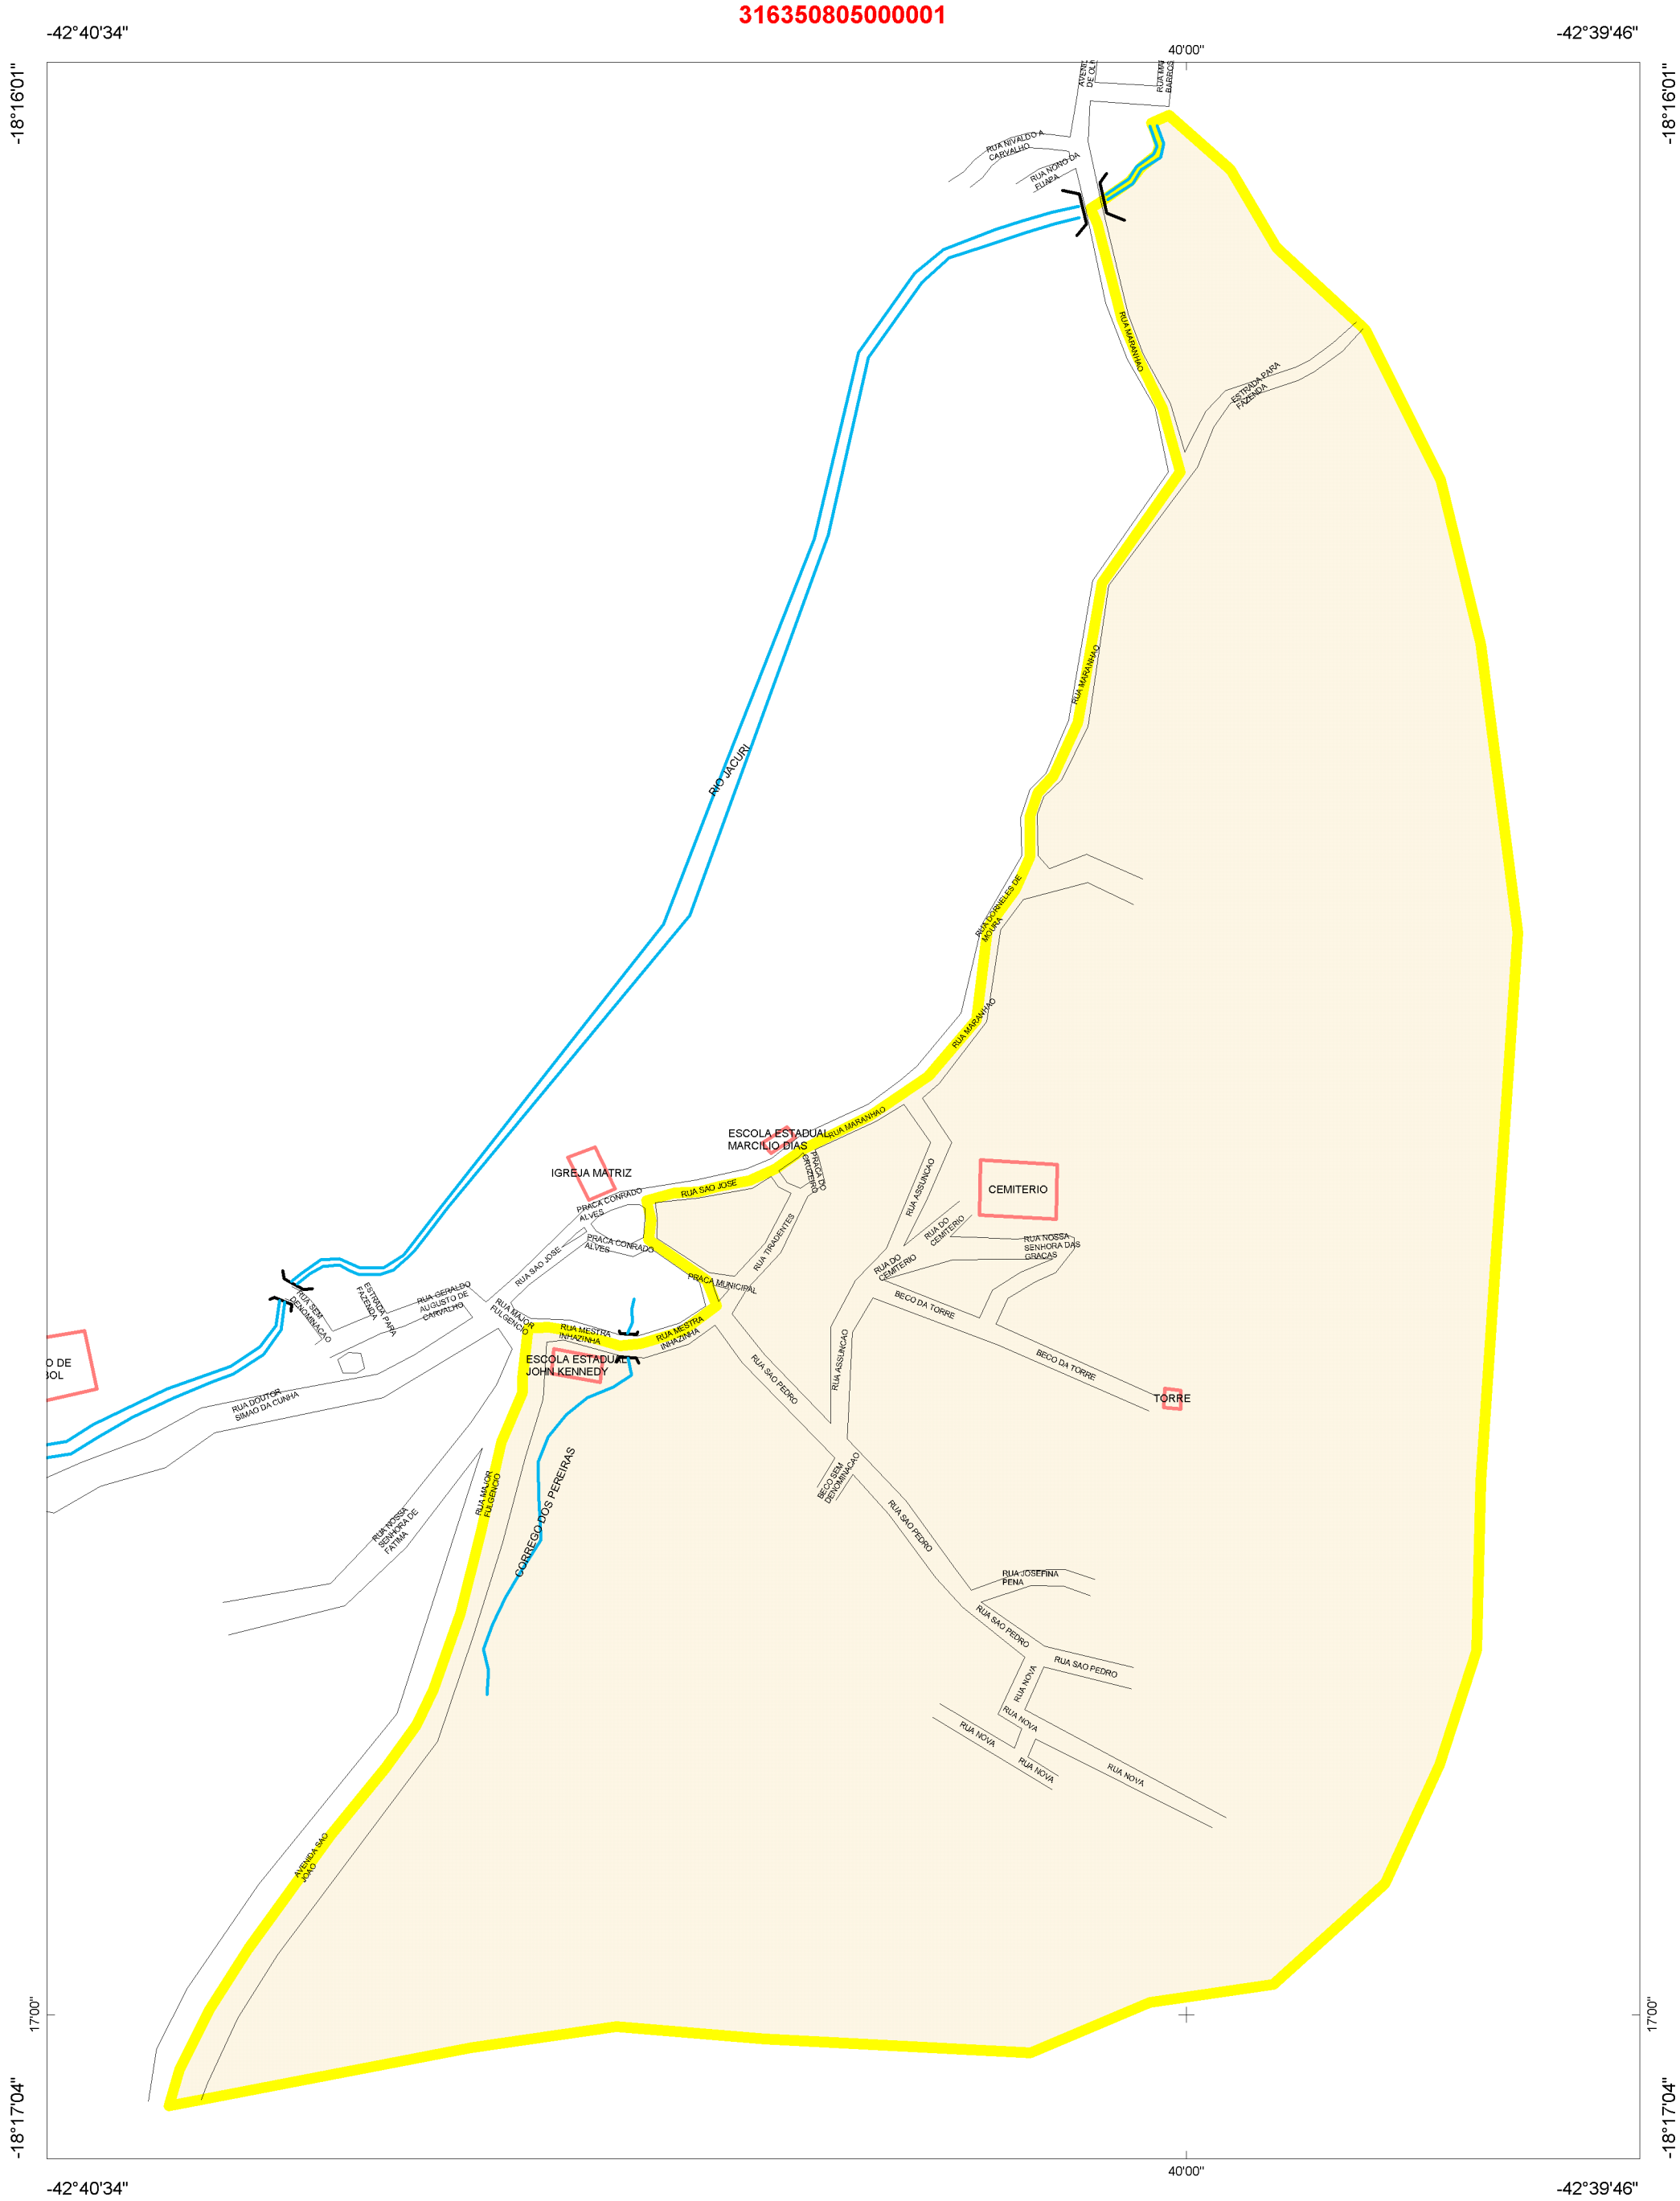 316350805000001
-42°40'34"
-42°39'46"
40'00"
-18°16'01"
-18°16'01"
RUA NIVALDO A
CARVALHO
RUA NONO DA
FUAPA
RUA MARANHAO
ESTRADA PARA
FAZENDA
RUA MARANHAO
RIO JACURI
RUA DORNELES DE
MOURA
RUA MARANHAO
RUA MARANHAO
ESCOLA ESTADUAL
MARCILIO DIAS
PRACA DO
CRUZEIRO
IGREJA MATRIZ
RUA SAO JOSE
PRACA CONRADO
ALVES
PRACA CONRADO
ALVES
RUA ASSUNCAO
CEMITERIO
RUA DO
CEMITERIO
RUA NOSSA
SENHORA DAS
GRACAS
RUA TIRADENTES
RUA DO
CEMITERIO
RUA SAO JOSE
PRACA MUNICIPAL
BECO DA TORRE
RUA SEM
DENOMINACAO
ESTRADA PARA
FAZENDA
RUA GERALDO
AUGUSTO DE
CARVALHO
RUA MAJOR
FULGENCIO
RUA MESTRA
INHAZINHA
RUA MESTRA
INHAZINHA
ESCOLA ESTADUAL
JOHN KENNEDY
RUA SAO PEDRO
RUA ASSUNCAO
BECO DA TORRE
TORRE
O DE
BOL
RUA DOUTOR
SIMAO DA CUNHA
RUA MAJOR
FULGENCIO
CORREGO DOS PEREIRAS
BECO SEM
DENOMINACAO
RUA NOSSA
SENHORA DE
FATIMA
RUA SAO PEDRO
RUA JOSEFINA
PENA
RUA SAO PEDRO
RUA SAO PEDRO
RUA NOVA
RUA NOVA
RUA NOVA
RUA NOVA
RUA NOVA
AVENIDA SAO
JOAO
17'00"
17'00"
-18°17'04"
-18°17'04"
40'00"
-42°40'34"
-42°39'46"